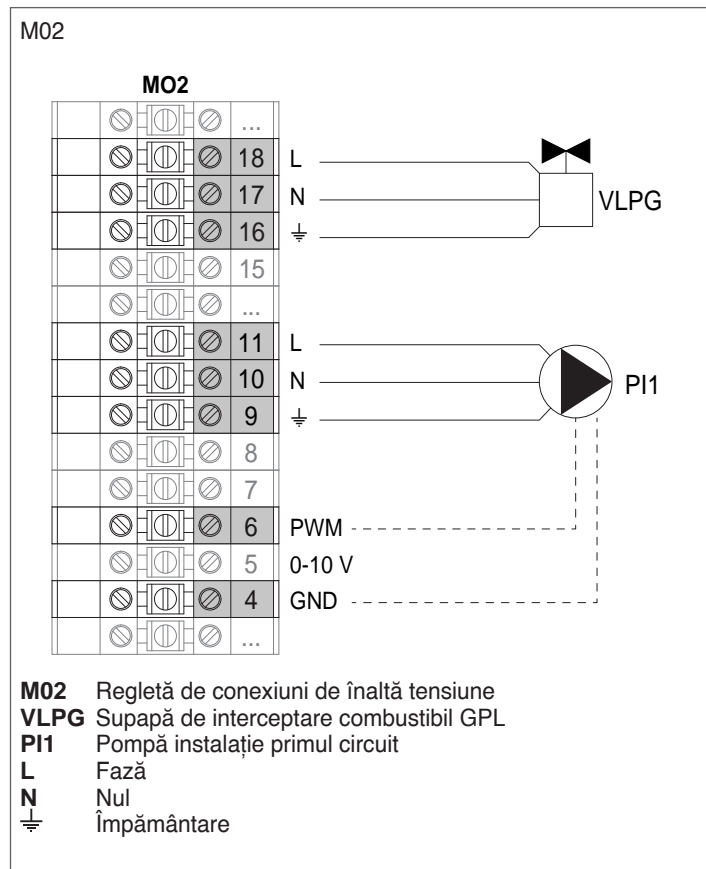 M02
MO2
...
18 L
17 N VLPG
16 ⏚
15
...
11 L
10 N PI1
9 ⏚
8
7
6 PWM
5 0-10 V
4 GND
...
M02 Regletă de conexiuni de înaltă tensiune
VLPG Supapă de interceptare combustibil GPL
PI1 Pompă instalație primul circuit
L Fază
N Nul
⏚ Împământare